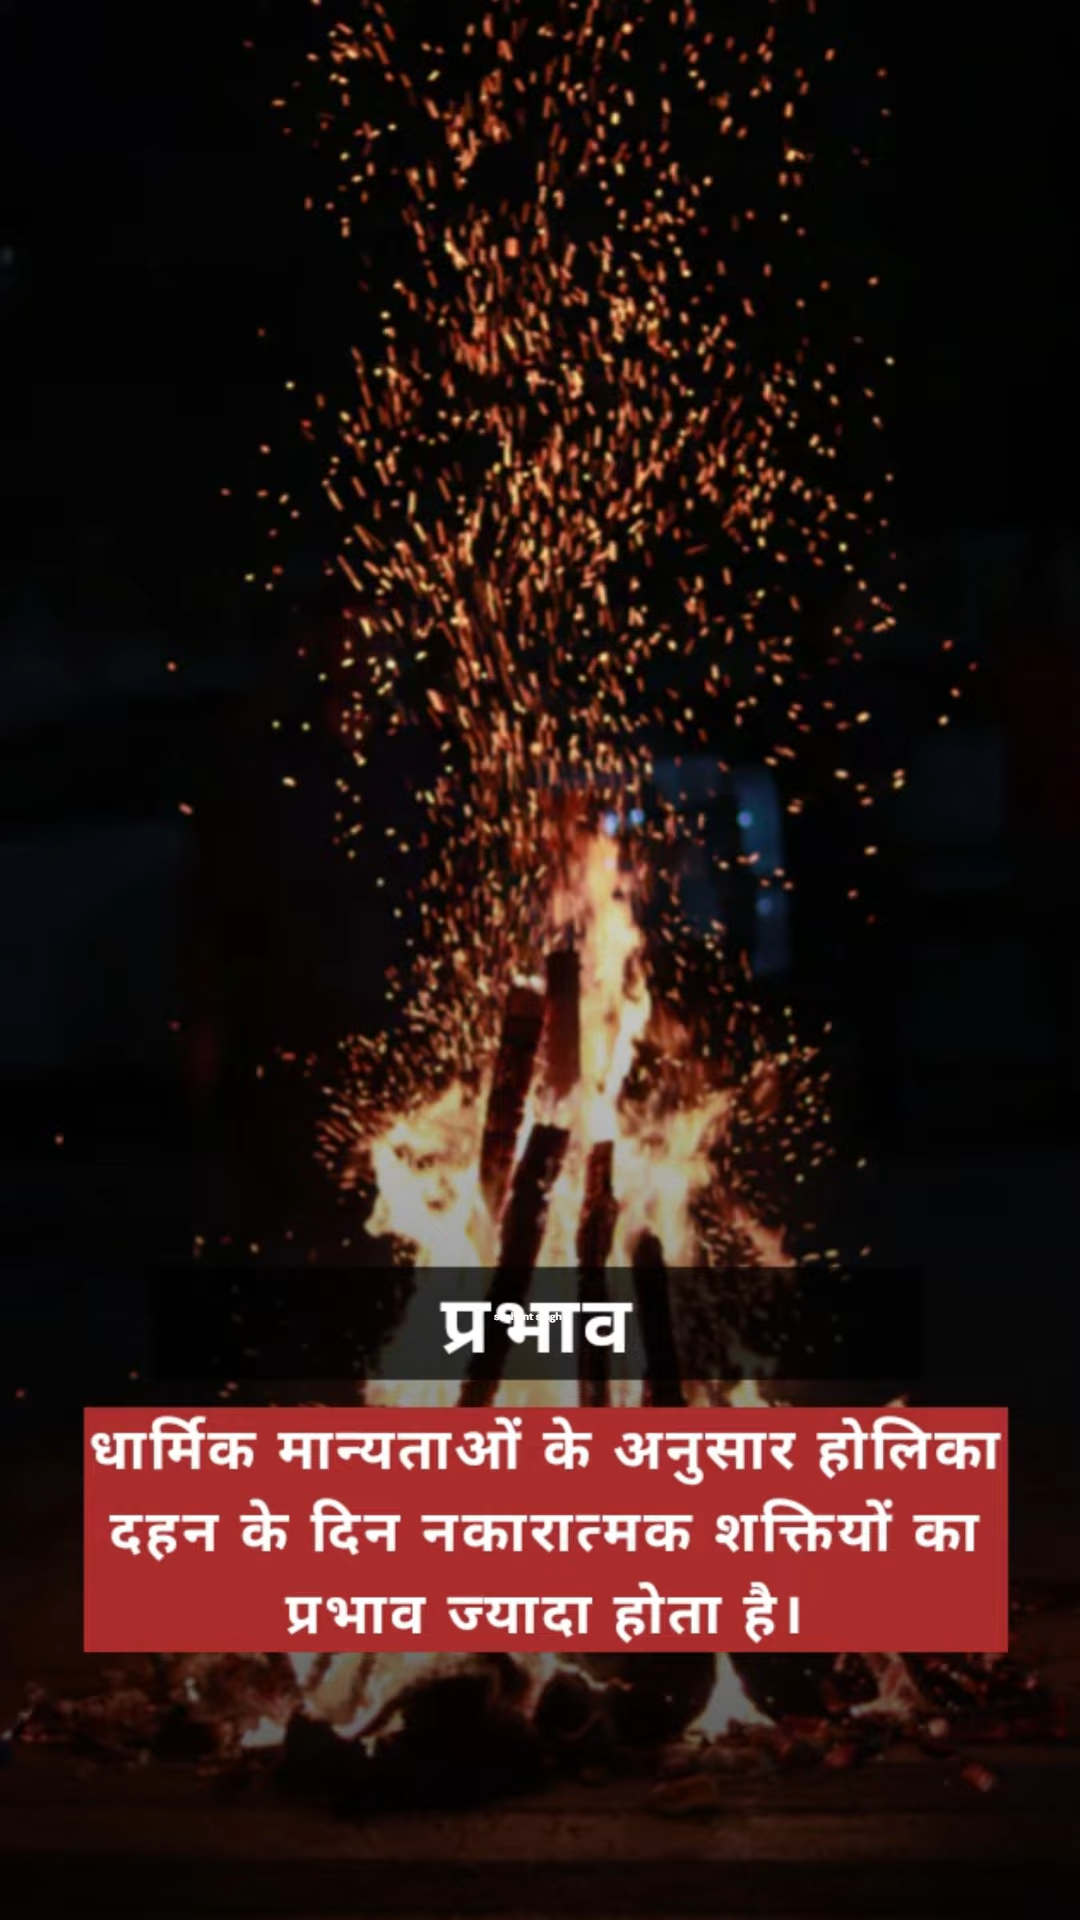 प्रभाव
धार्मिक मान्यताओं के अनुसार होलिका
दहन के दिन नकारात्मक शक्तियों का
प्रभाव ज्यादा होता है।